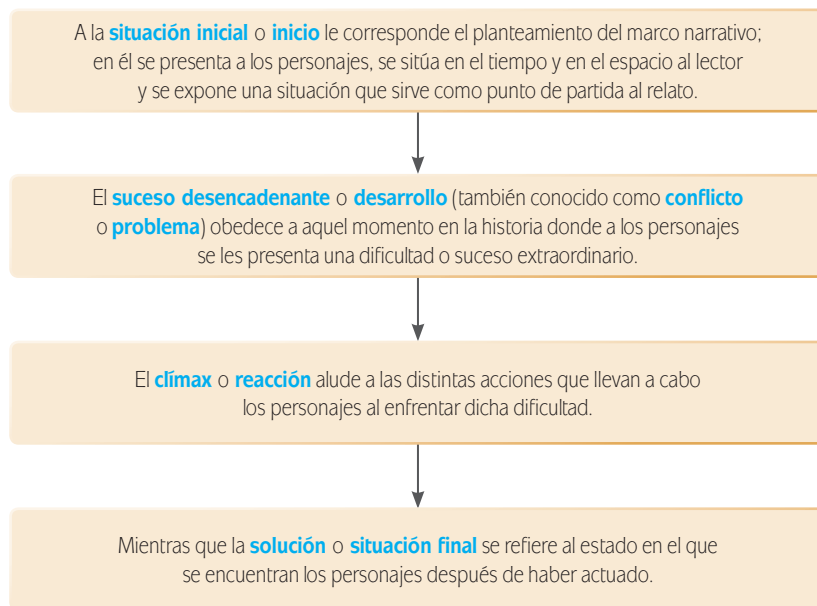 A la situación inicial o inicio le corresponde el planteamiento del marco narrativo;
en él se presenta a los personajes, se sitúa en el tiempo y en el espacio al lector
y se expone una situación que sirve como punto de partida al relato.
El suceso desencadenante o desarrollo (también conocido como conflicto
o problema) obedece a aquel momento en la historia donde a los personajes
se les presenta una dificultad o suceso extraordinario.
El clímax o reacción alude a las distintas acciones que llevan a cabo
los personajes al enfrentar dicha dificultad.
Mientras que la solución o situación final se refiere al estado en el que
se encuentran los personajes después de haber actuado.